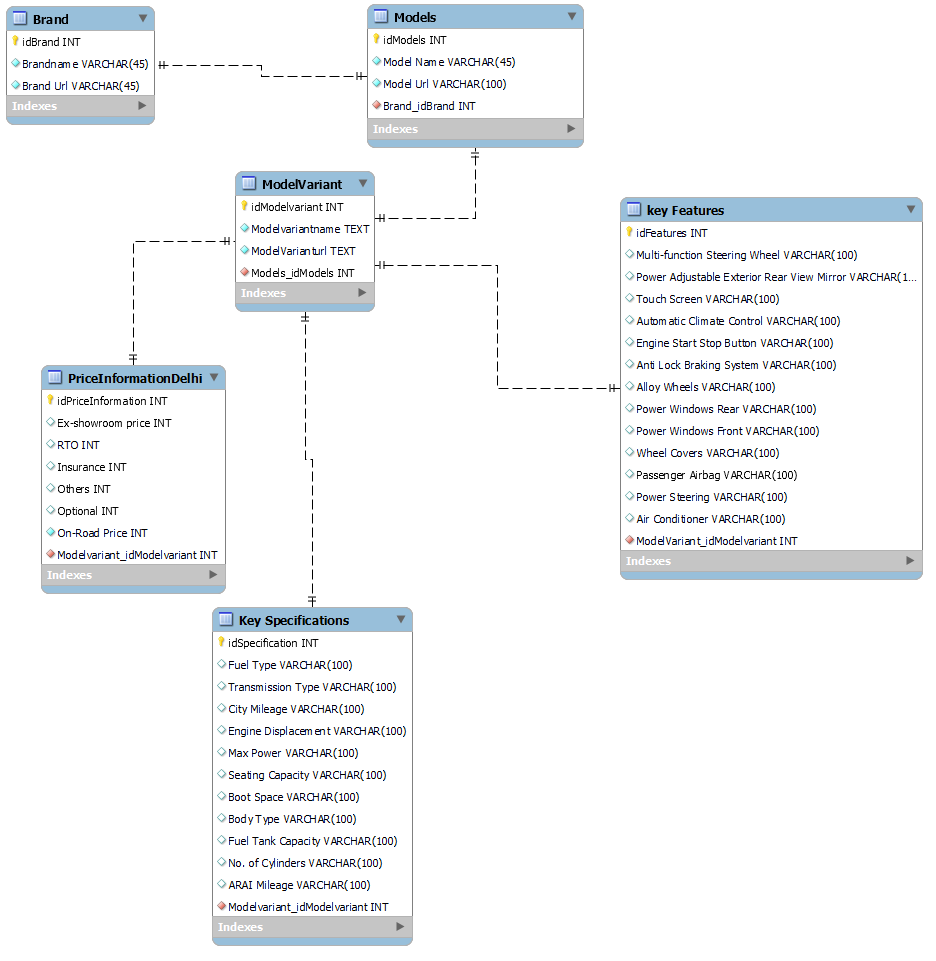 Brand
idBrand INT
Brandname VARCHAR(45)
Brand Url VARCHAR(45)
Indexes
Models
idModels INT
Model Name VARCHAR(45)
Model Url VARCHAR(100)
Brand_idBrand INT
Indexes
ModelVariant
idModelvariant INT
Modelvariantname TEXT
ModelVarianturl TEXT
Models_idModels INT
Indexes
key Features
idFeatures INT
Multi-function Steering Wheel VARCHAR(100)
Power Adjustable Exterior Rear View Mirror VARCHAR(1...
Touch Screen VARCHAR(100)
Automatic Climate Control VARCHAR(100)
Engine Start Stop Button VARCHAR(100)
Anti Lock Braking System VARCHAR(100)
Alloy Wheels VARCHAR(100)
Power Windows Rear VARCHAR(100)
Power Windows Front VARCHAR(100)
Wheel Covers VARCHAR(100)
Passenger Airbag VARCHAR(100)
Power Steering VARCHAR(100)
Air Conditioner VARCHAR(100)
ModelVariant_idModelvariant INT
Indexes
PriceInformationDelhi
idPriceInformation INT
Ex-showroom price INT
RTO INT
Insurance INT
Others INT
Optional INT
On-Road Price INT
Modelvariant_idModelvariant INT
Indexes
Key Specifications
idSpecification INT
Fuel Type VARCHAR(100)
Transmission Type VARCHAR(100)
City Mileage VARCHAR(100)
Engine Displacement VARCHAR(100)
Max Power VARCHAR(100)
Seating Capacity VARCHAR(100)
Boot Space VARCHAR(100)
Body Type VARCHAR(100)
Fuel Tank Capacity VARCHAR(100)
No. of Cylinders VARCHAR(100)
ARAI Mileage VARCHAR(100)
Modelvariant_idModelvariant INT
Indexes